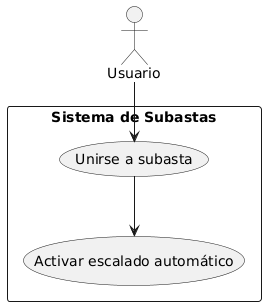 Usuario
Sistema de Subastas
Unirse a subasta
Activar escalado automático